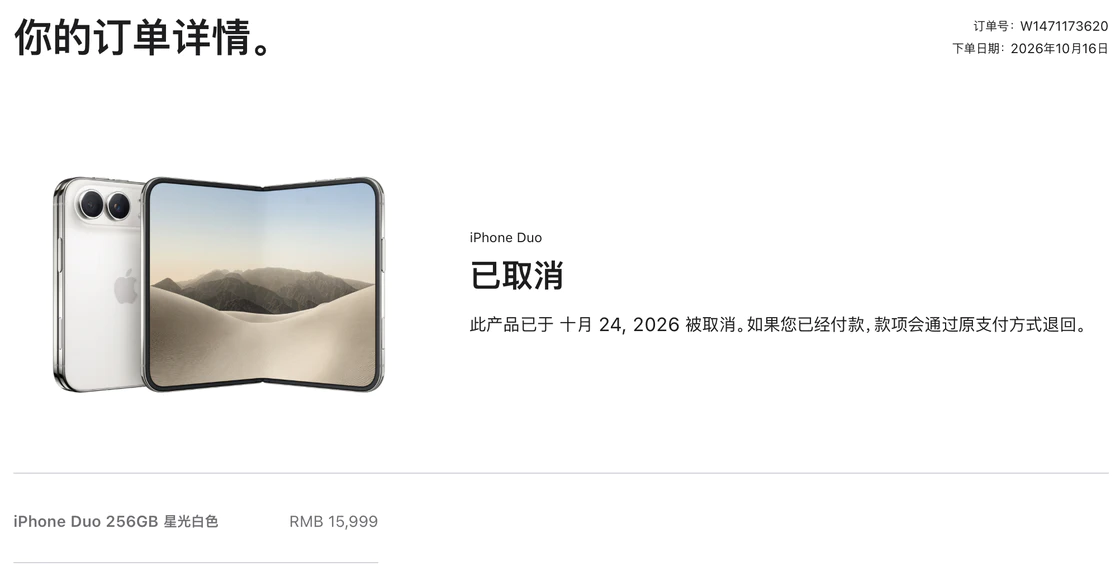 你的订单详情。
订单号：W1471173620
下单日期：2026年10月16日
iPhone Duo
已取消
此产品已于 十月 24, 2026 被取消。如果您已经付款，款项会通过原支付方式退回。
iPhone Duo 256GB 星光白色
RMB 15,999